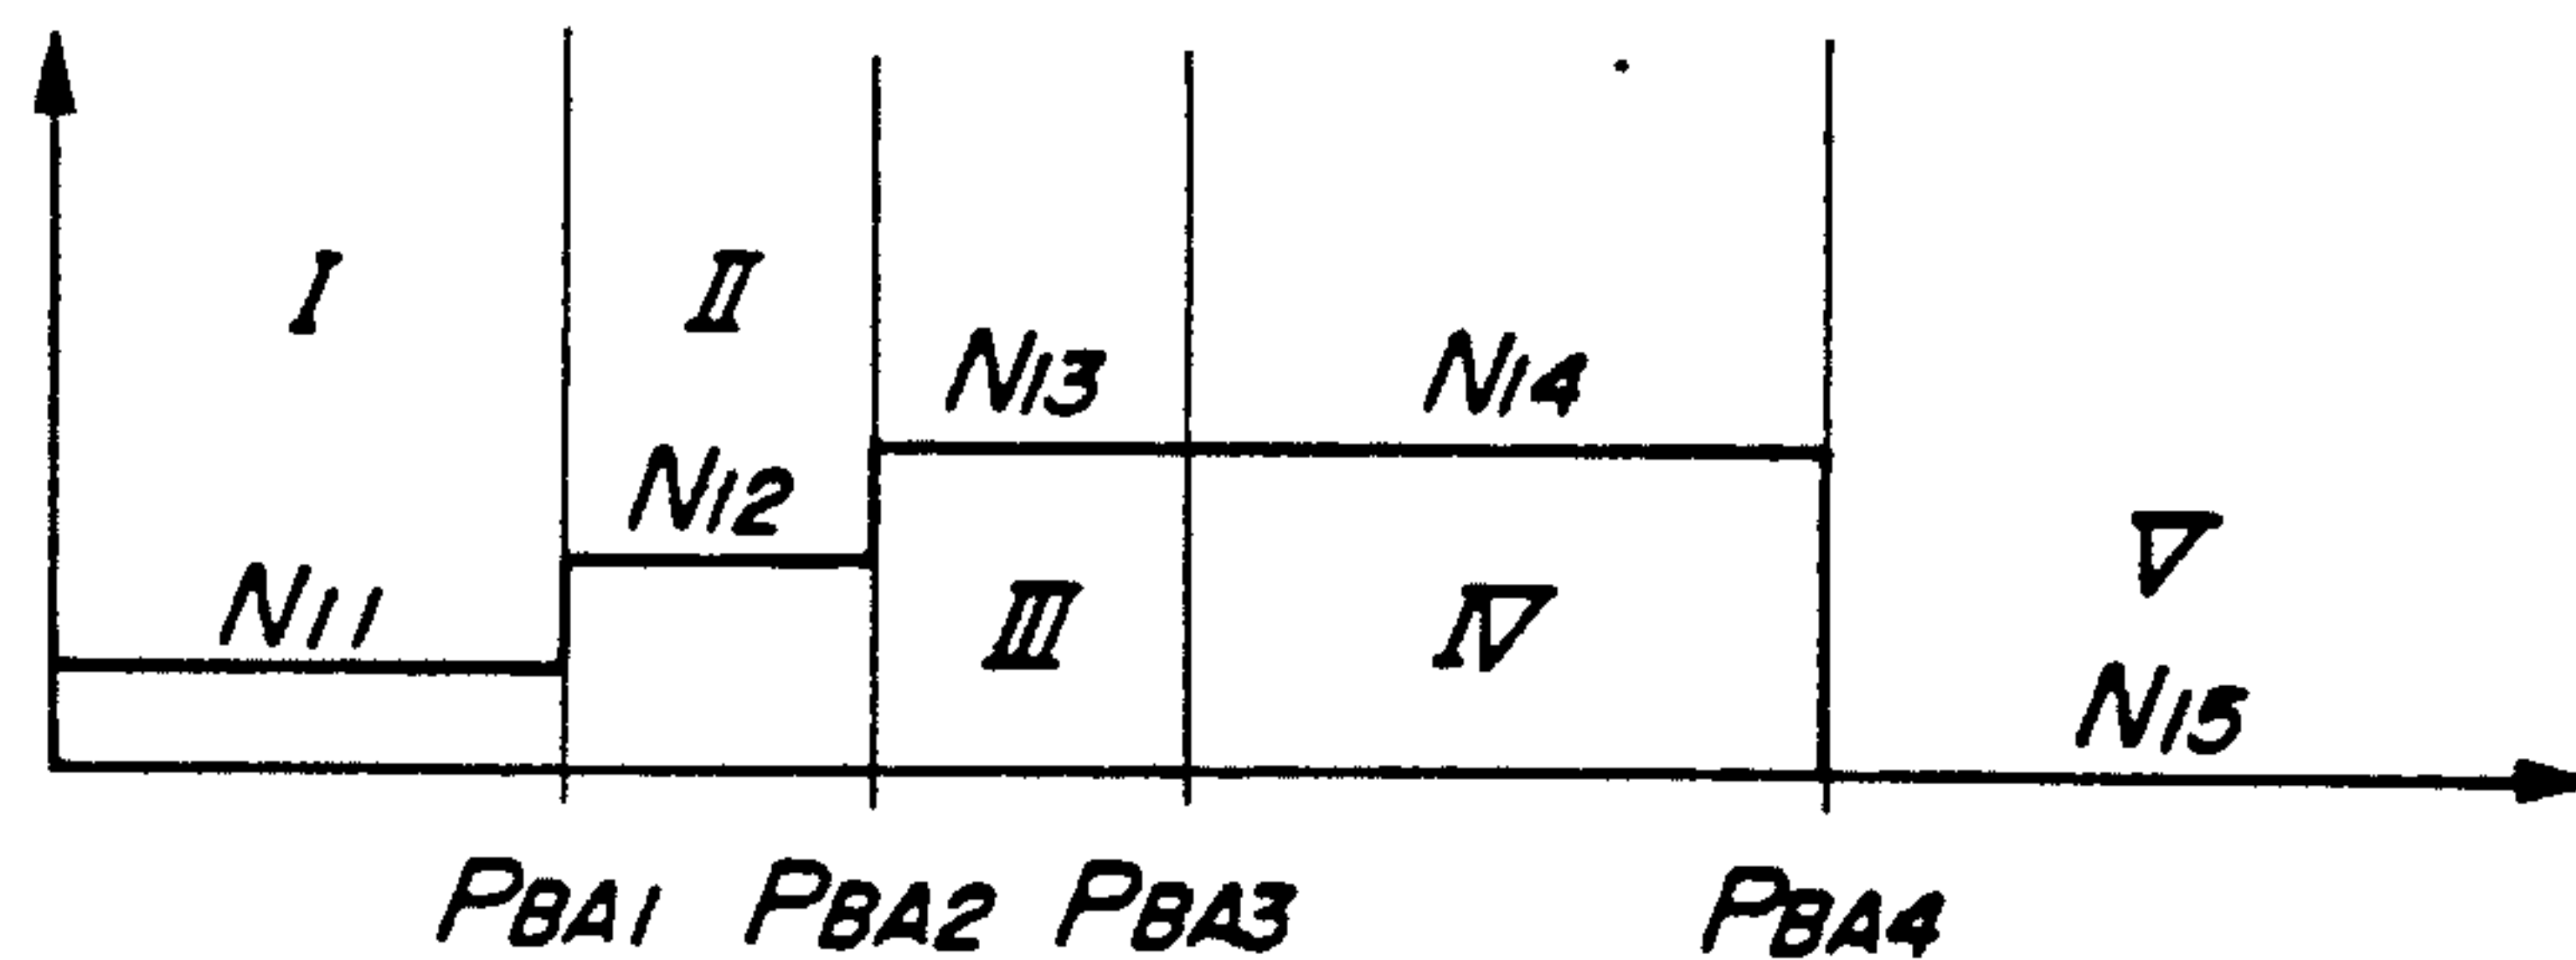 I II
N13 N14
N12
V
N11 III IV
N15
PBA1 PBA2 PBA3 PBA4